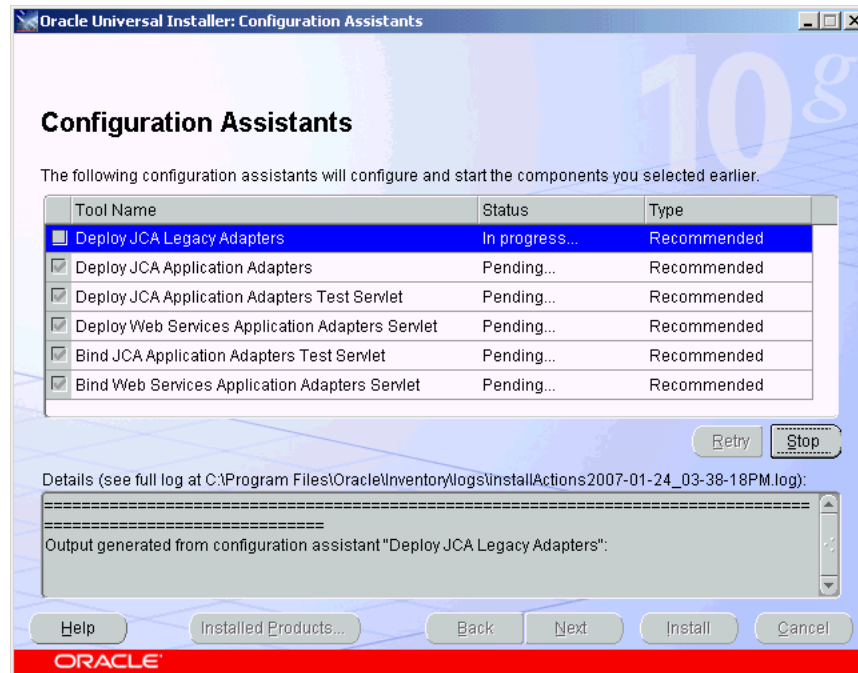 Oracle Universal Installer: Configuration Assistants
10g
Configuration Assistants
The following configuration assistants will configure and start the components you selected earlier.
Tool Name Status Type
Deploy JCA Legacy Adapters In progress... Recommended
Deploy JCA Application Adapters Pending... Recommended
Deploy JCA Application Adapters Test Servlet Pending... Recommended
Deploy Web Services Application Adapters Servlet Pending... Recommended
Bind JCA Application Adapters Test Servlet Pending... Recommended
Bind Web Services Application Adapters Servlet Pending... Recommended
Retry Stop
Details (see full log at C:\Program Files\Oracle\Inventory\logs\installActions2007-01-24_03-38-18PM.log):
==================================================================================
==============================
Output generated from configuration assistant "Deploy JCA Legacy Adapters":
Help Installed Products... Back Next Install Cancel
ORACLE